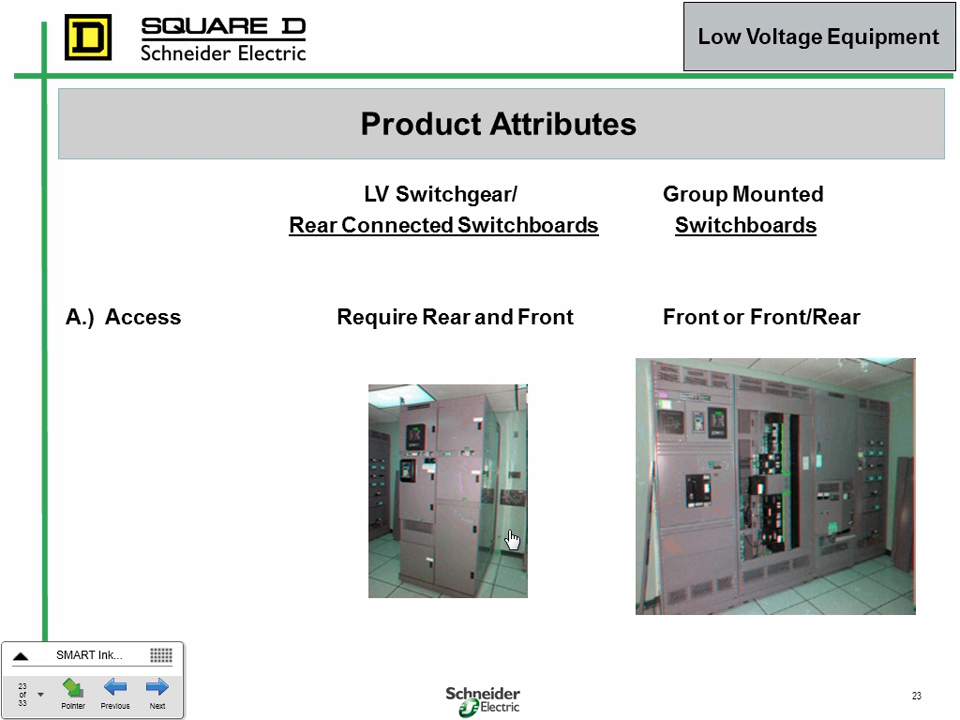 SQUARE D
Schneider Electric
Low Voltage Equipment
Product Attributes
LV Switchgear/
Rear Connected Switchboards
Group Mounted
Switchboards
A.) Access
Require Rear and Front
Front or Front/Rear
SMART Ink...
23
of
33
Pointer
Previous
Next
Schneider
Electric
23